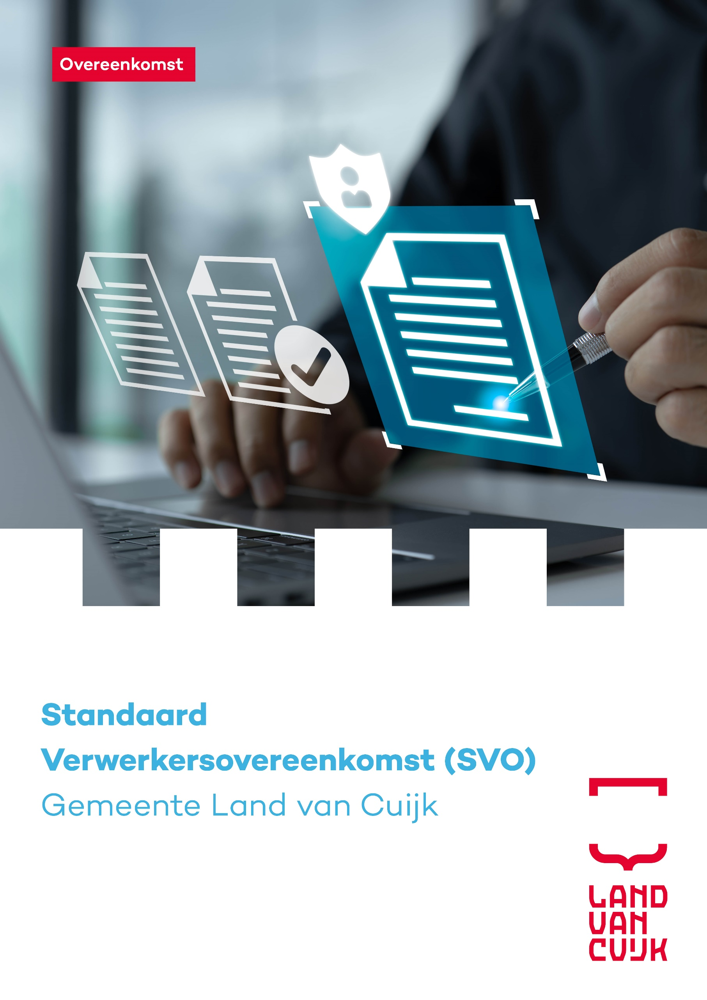 Overeenkomst
Standaard
Verwerkersovereenkomst (SVO)
Gemeente Land van Cuijk
LAND
VAN
CUIJK